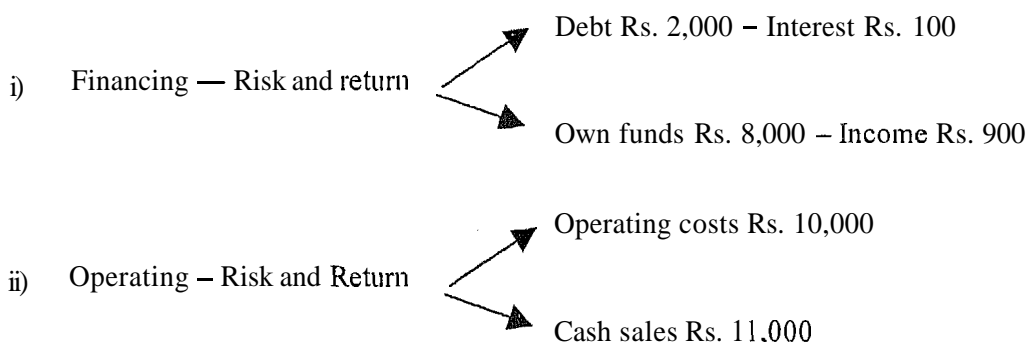 Debt Rs. 2,000 – Interest Rs. 100
i) Financing — Risk and return
Own funds Rs. 8,000 – Income Rs. 900
Operating costs Rs. 10,000
ii) Operating – Risk and Return
Cash sales Rs. 11,000